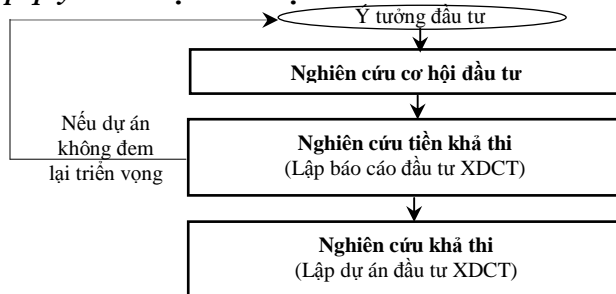 Ý tưởng đầu tư
Nghiên cứu cơ hội đầu tư
Nếu dự án
không đem
lại triển vọng
Nghiên cứu tiền khả thi
(Lập báo cáo đầu tư XDCT)
Nghiên cứu khả thi
(Lập dự án đầu tư XDCT)